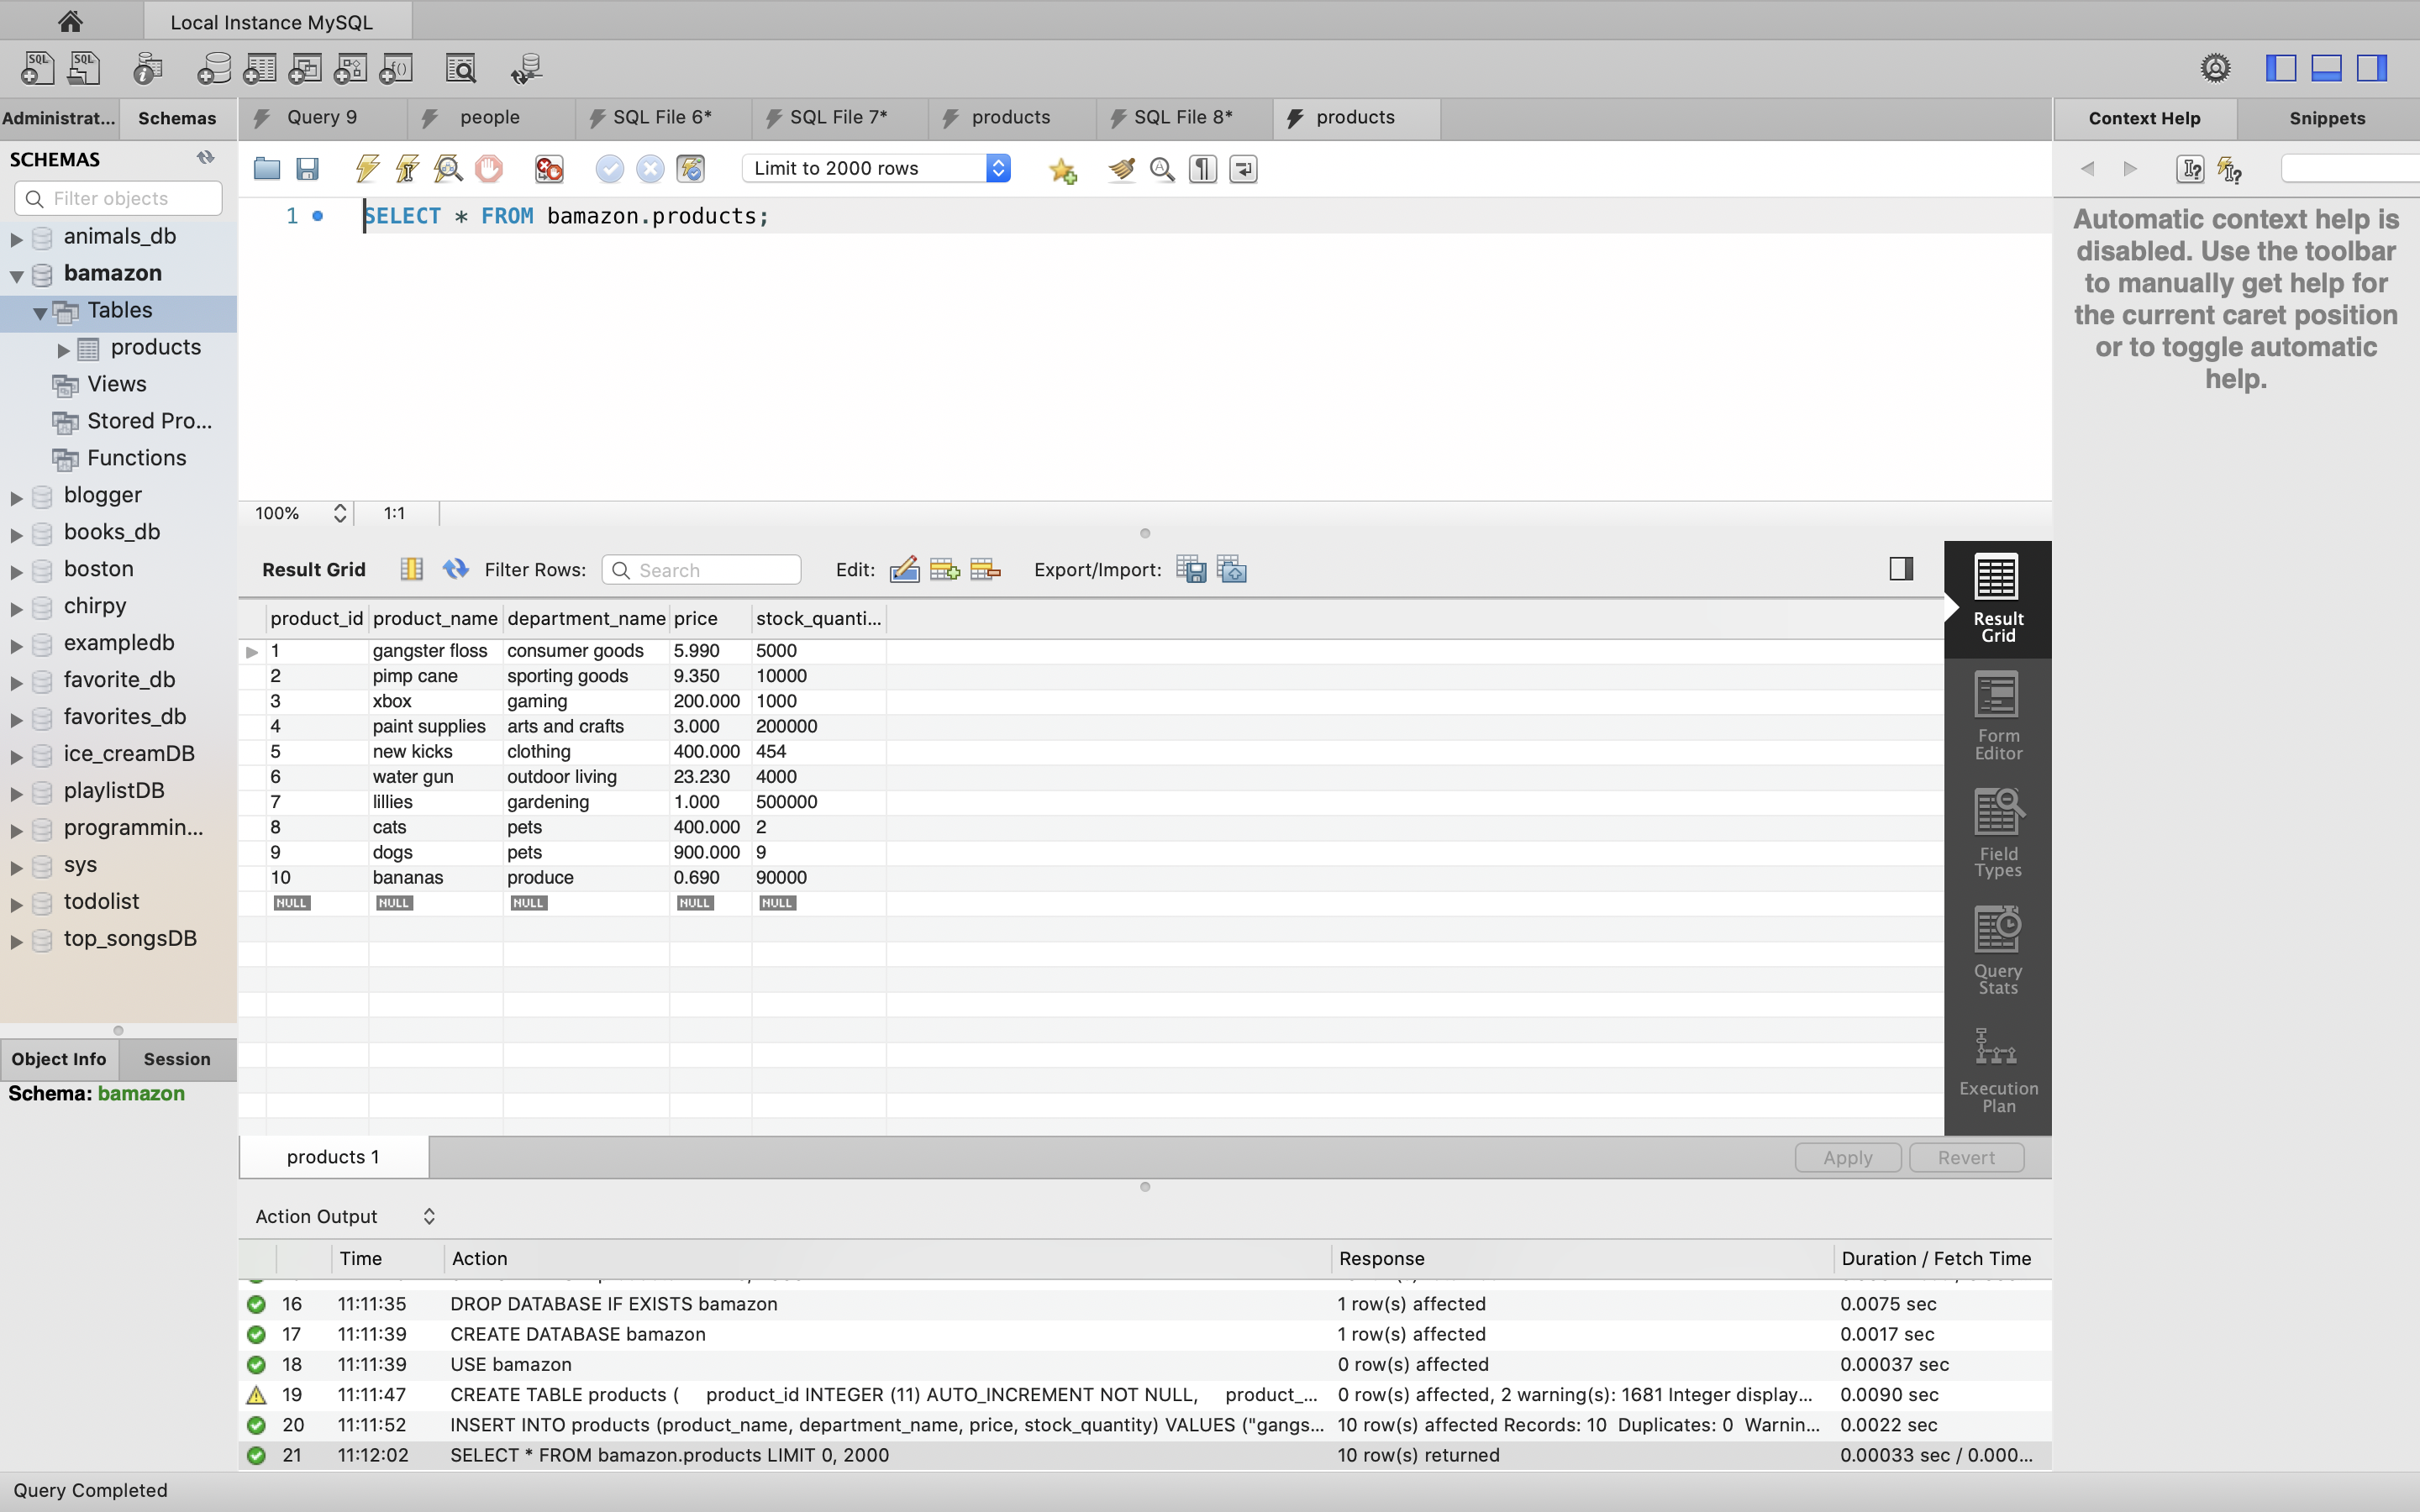 Local Instance MySQL
SQL SQL
Administrat... Schemas
Query 9 people SQL File 6* SQL File 7* products SQL File 8* products
Context Help Snippets
SCHEMAS
Filter objects
Limit to 2000 rows
1 SELECT * FROM bamazon.products;
Automatic context help is
disabled. Use the toolbar
to manually get help for
the current caret position
or to toggle automatic
help.
animals_db
bamazon
Tables
products
Views
Stored Pro...
Functions
blogger
books_db
boston
chirpy
exampledb
favorite_db
favorites_db
ice_creamDB
playlistDB
programmin...
sys
todolist
top_songsDB
Object Info Session
Schema: bamazon
100% 1:1
Result Grid Filter Rows: Search Edit: Export/Import:
product_id product_name department_name price stock_quanti...
1 gangster floss consumer goods 5.990 5000
2 pimp cane sporting goods 9.350 10000
3 xbox gaming 200.000 1000
4 paint supplies arts and crafts 3.000 200000
5 new kicks clothing 400.000 454
6 water gun outdoor living 23.230 4000
7 lillies gardening 1.000 500000
8 cats pets 400.000 2
9 dogs pets 900.000 9
10 bananas produce 0.690 90000
NULL NULL NULL NULL NULL
Result
Grid
Form
Editor
Field
Types
Query
Stats
Execution
Plan
products 1
Apply Revert
Action Output
Time Action Response Duration / Fetch Time
16 11:11:35 DROP DATABASE IF EXISTS bamazon 1 row(s) affected 0.0075 sec
17 11:11:39 CREATE DATABASE bamazon 1 row(s) affected 0.0017 sec
18 11:11:39 USE bamazon 0 row(s) affected 0.00037 sec
19 11:11:47 CREATE TABLE products ( product_id INTEGER (11) AUTO_INCREMENT NOT NULL, product_... 0 row(s) affected, 2 warning(s): 1681 Integer display... 0.0090 sec
20 11:11:52 INSERT INTO products (product_name, department_name, price, stock_quantity) VALUES ("gangs... 10 row(s) affected Records: 10 Duplicates: 0 Warnin... 0.0022 sec
21 11:12:02 SELECT * FROM bamazon.products LIMIT 0, 2000 10 row(s) returned 0.00033 sec / 0.000...
Query Completed